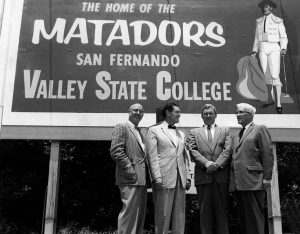 THE HOME OF THE
MATADORS
SAN FERNANDO
VALLEY STATE COLLEGE